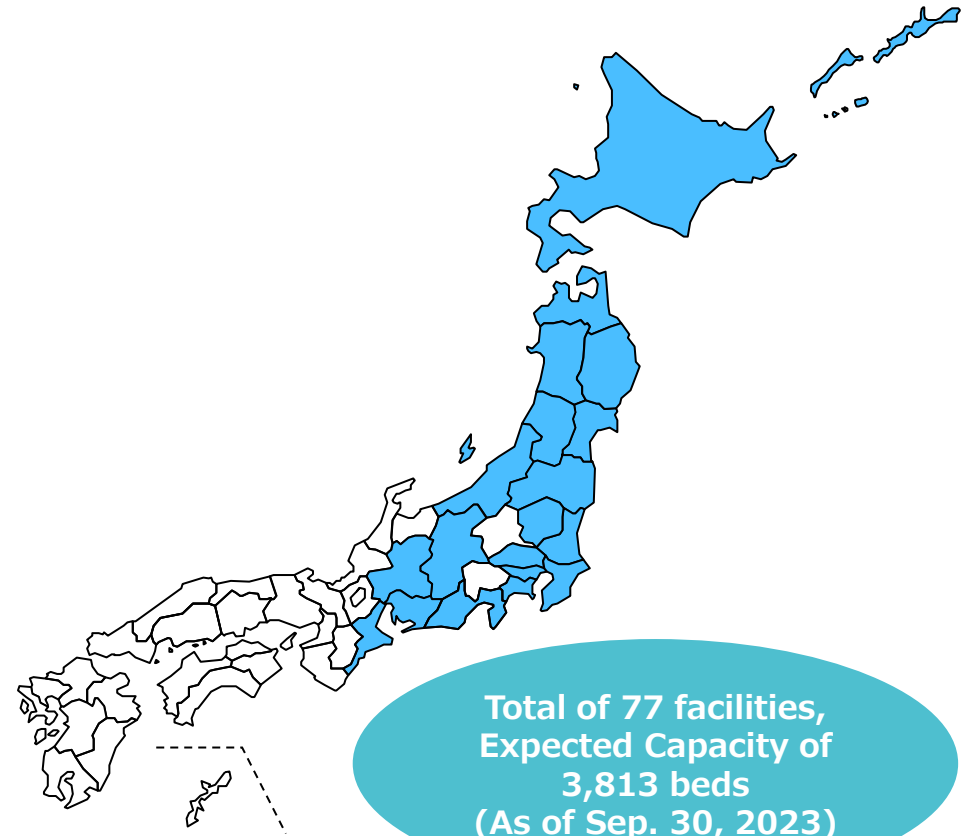 Total of 77 facilities,
Expected Capacity of
3,813 beds
(As of Sep. 30, 2023)